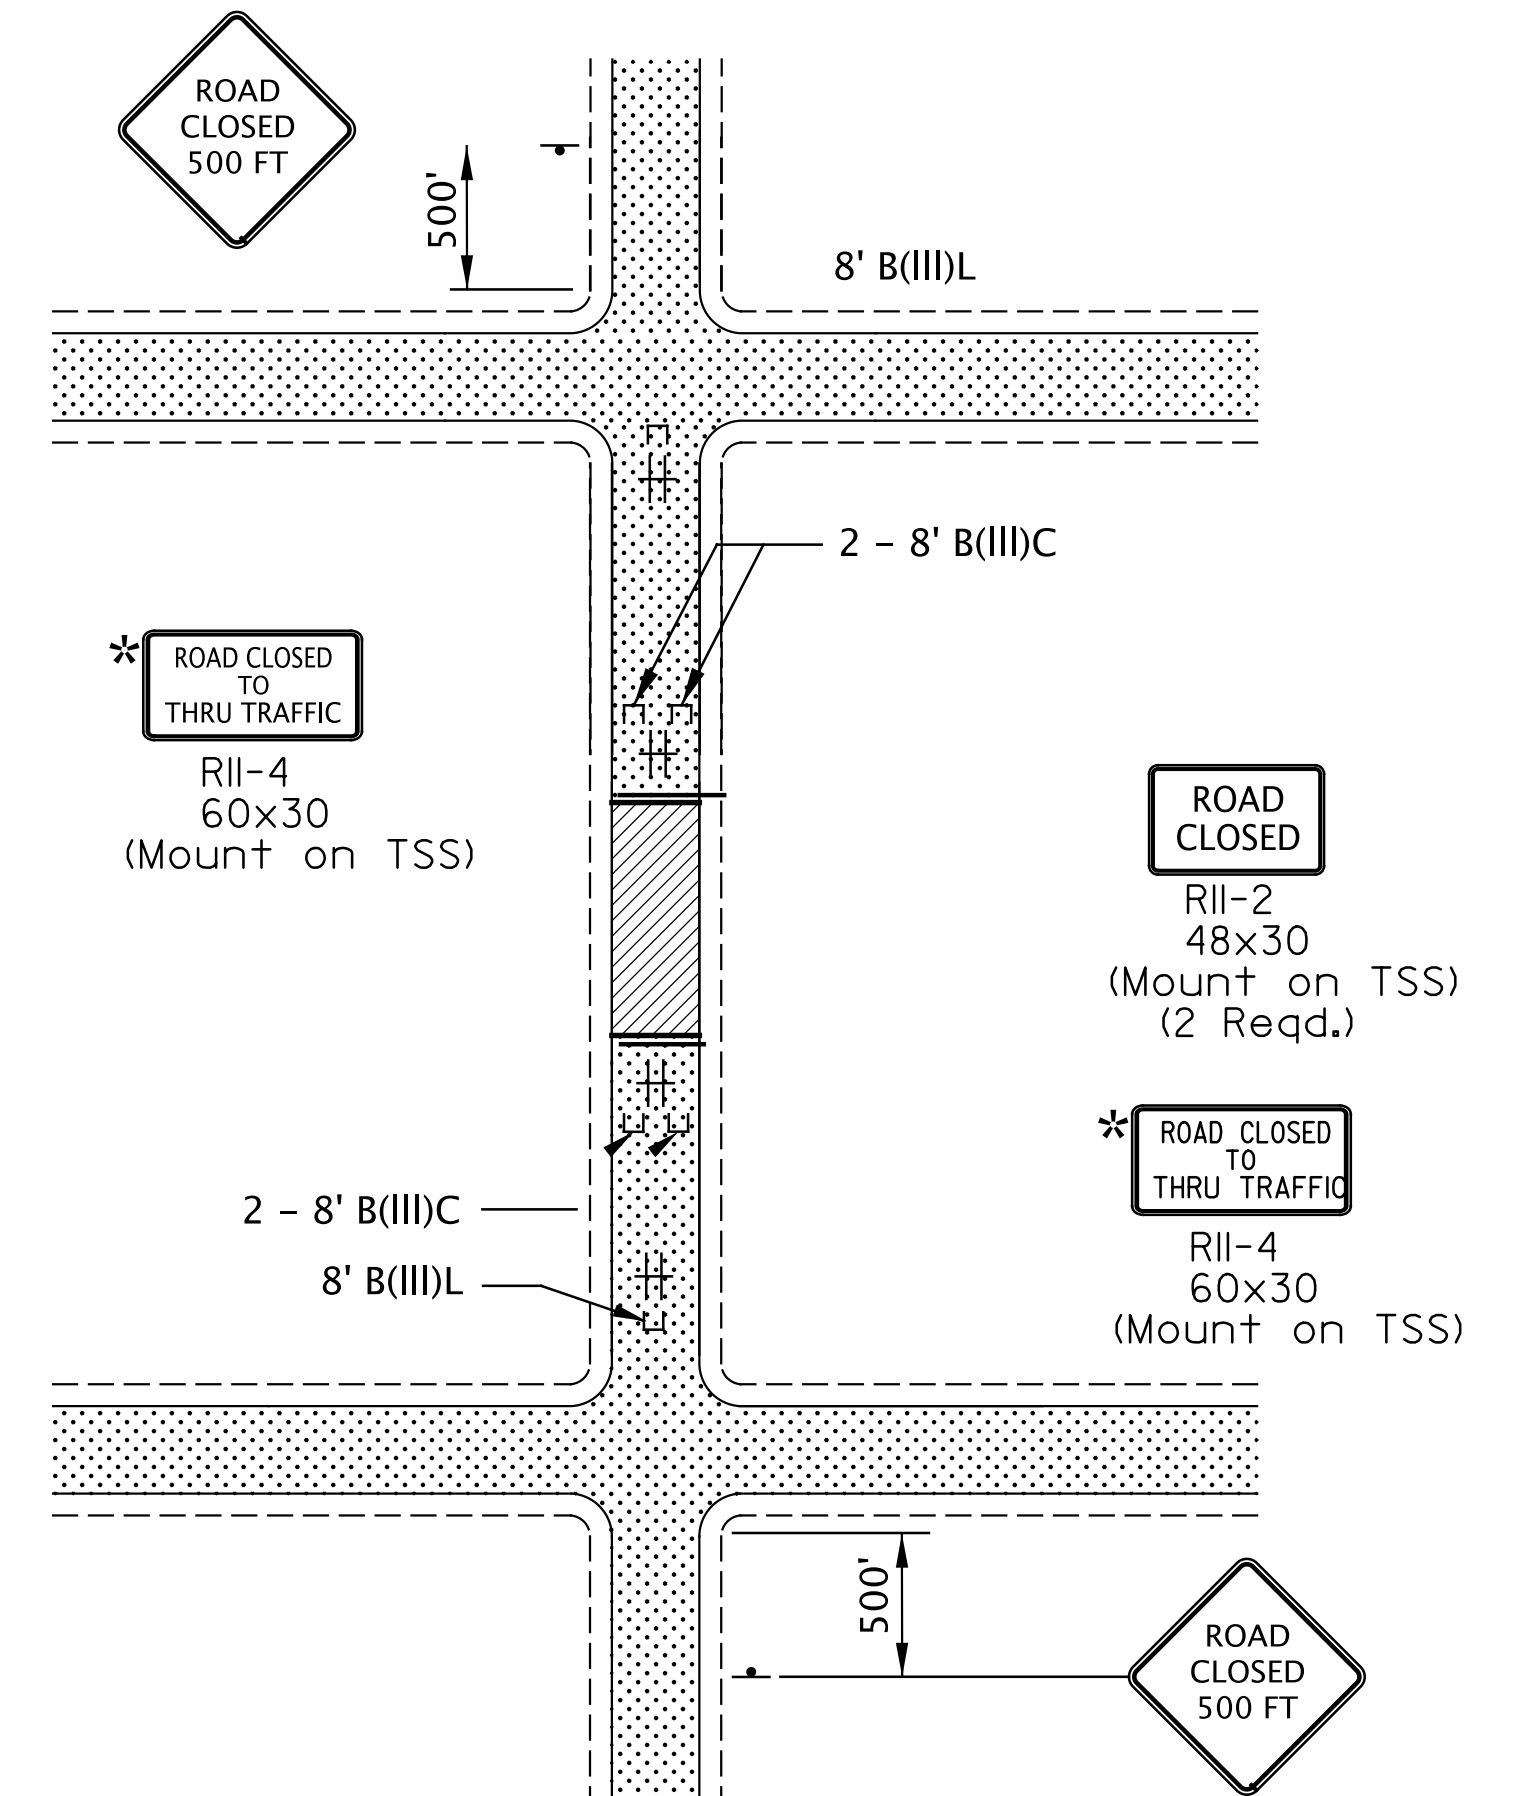 ROAD
CLOSED
500 FT
500'
8' B(III)L
2 – 8' B(III)C
*
ROAD CLOSED
TO
THRU TRAFFIC
RII-4
60x30
(Mount on TSS)
ROAD
CLOSED
RII-2
48x30
(Mount on TSS)
(2 Reqd.)
*
ROAD CLOSED
TO
THRU TRAFFIC
RII-4
60x30
(Mount on TSS)
2 – 8' B(III)C
8' B(III)L
500'
ROAD
CLOSED
500 FT